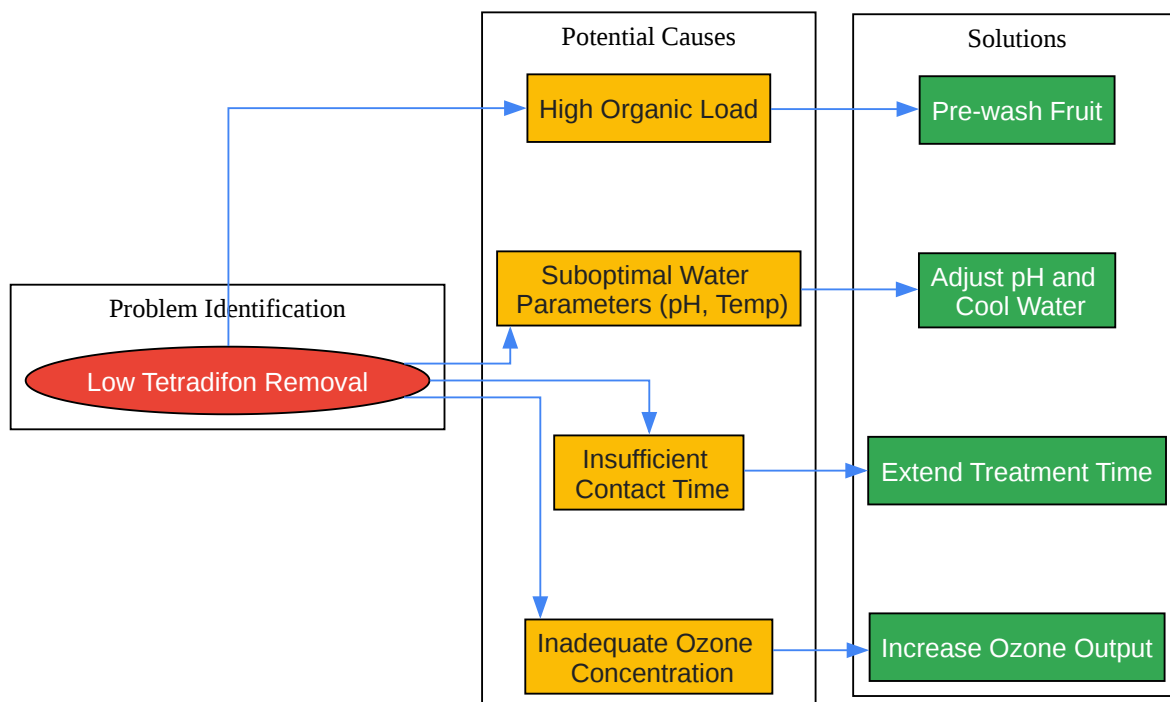 Potential Causes
Solutions
High Organic Load
Pre-wash Fruit
Suboptimal Water
Parameters (pH, Temp)
Adjust pH and
Cool Water
Problem Identification
Low Tetradifon Removal
Insufficient
Contact Time
Extend Treatment Time
Inadequate Ozone
Concentration
Increase Ozone Output